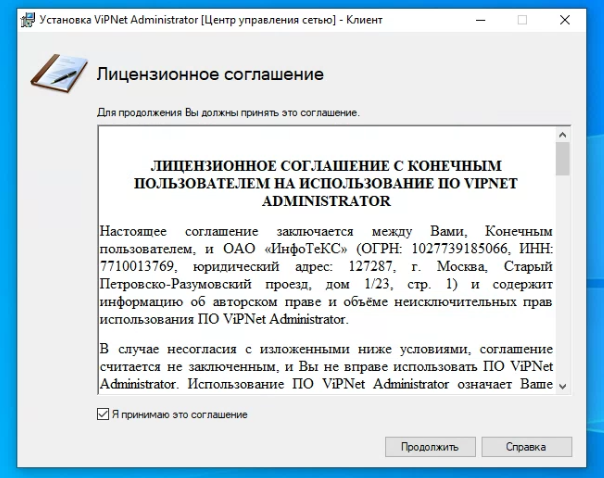 Установка ViPNet Administrator [Центр управления сетью] - Клиент
Лицензионное соглашение
Для продолжения Вы должны принять это соглашение.
ЛИЦЕНЗИОННОЕ СОГЛАШЕНИЕ С КОНЕЧНЫМ
ПОЛЬЗОВАТЕЛЕМ НА ИСПОЛЬЗОВАНИЕ ПО VIPNET
ADMINISTRATOR
Настоящее соглашение заключается между Вами, Конечным
пользователем, и ОАО «ИнфоТеКС» (ОГРН: 1027739185066, ИНН:
7710013769, юридический адрес: 127287, г. Москва, Старый
Петровско-Разумовский проезд, дом 1/23, стр. 1) и содержит
информацию об авторском праве и объёме неисключительных прав
использования ПО ViPNet Administrator.
В случае несогласия с изложенными ниже условиями, соглашение
считается не заключенным, и Вы не вправе использовать ПО ViPNet
Administrator. Использование ПО ViPNet Administrator означает Ваше
Я принимаю это соглашение
Продолжить
Справка